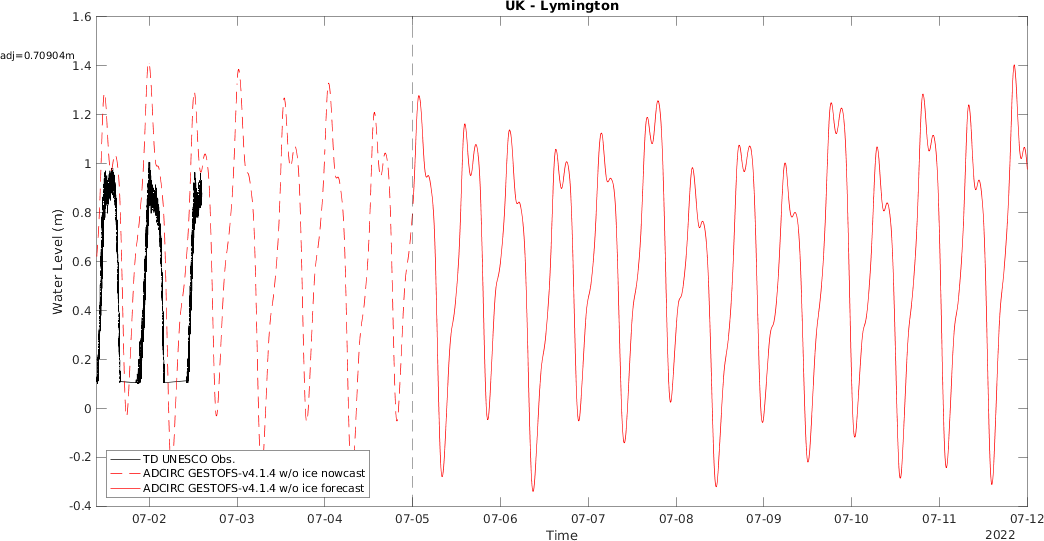 UK - Lymington
adj=0.70904m
Water Level (m)
1.6
1.4
1.2
1
0.8
0.6
0.4
0.2
0
-0.2
-0.4
TD UNESCO Obs.
ADCIRC GESTOFS-v4.1.4 w/o ice nowcast
ADCIRC GESTOFS-v4.1.4 w/o ice forecast
07-02 07-03 07-04 07-05 07-06 07-07 07-08 07-09 07-10 07-11 07-12
Time
2022